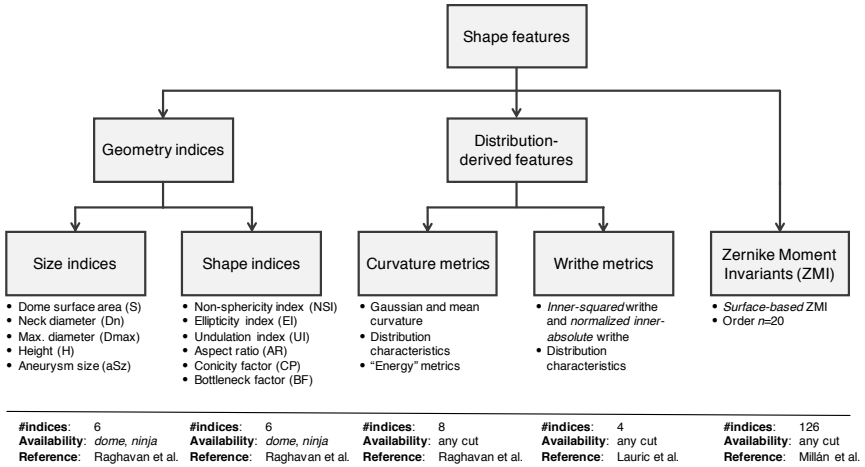 Shape features
Geometry indices
Distribution-
derived features
Size indices
Shape indices
Curvature metrics
Writhe metrics
Zernike Moment
Invariants (ZMI)
• Dome surface area (S)
• Neck diameter (Dn)
• Max. diameter (Dmax)
• Height (H)
• Aneurysm size (aSz)
• Non-sphericity index (NSI)
• Ellipticity index (EI)
• Undulation index (UI)
• Aspect ratio (AR)
• Conicity factor (CP)
• Bottleneck factor (BF)
• Gaussian and mean
curvature
• Distribution
characteristics
• “Energy” metrics
• Inner-squared writhe
and normalized inner-
absolute writhe
• Distribution
characteristics
• Surface-based ZMI
• Order n=20
#indices: 6
Availability: dome, ninja
Reference: Raghavan et al.
#indices: 6
Availability: dome, ninja
Reference: Raghavan et al.
#indices: 8
Availability: any cut
Reference: Raghavan et al.
#indices: 4
Availability: any cut
Reference: Lauric et al.
#indices: 126
Availability: any cut
Reference: Millán et al.